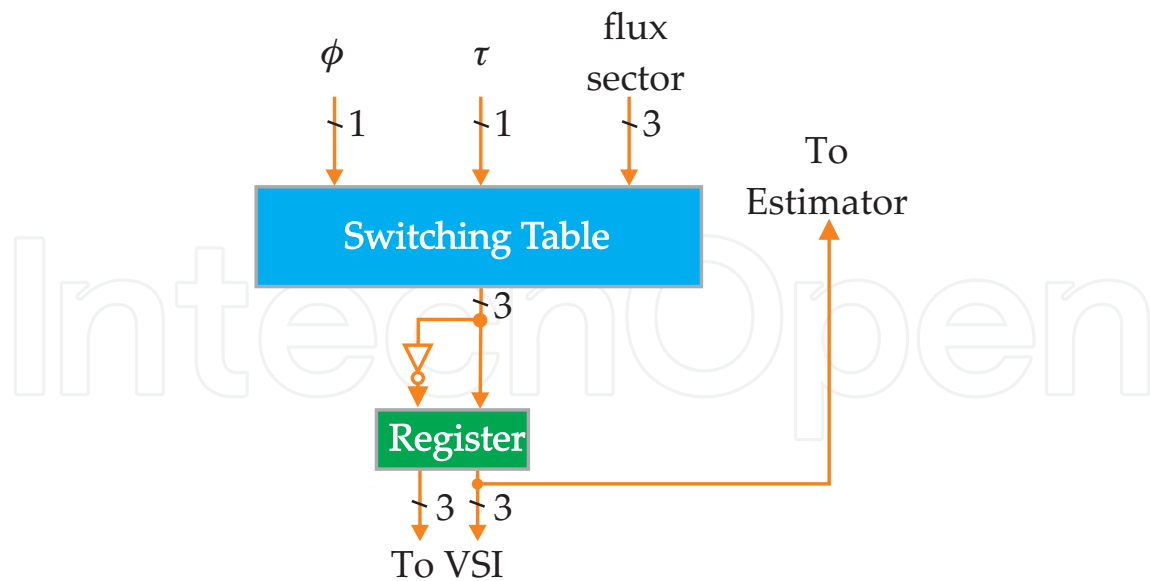 ϕ
τ
flux
sector
1
1
3
To
Estimator
Switching Table
3
Register
3
3
To VSI
IntechOpen